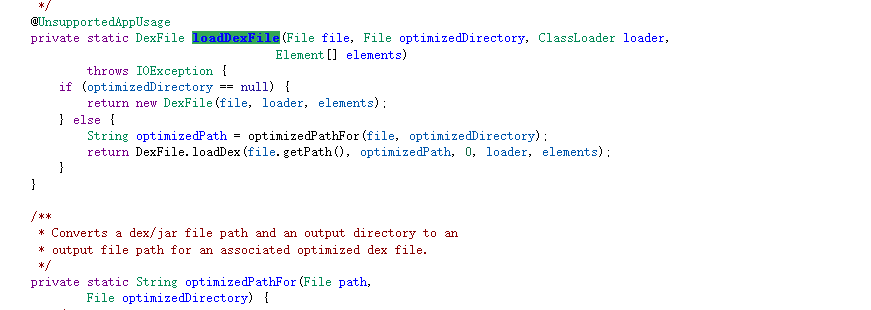 */
@UnsupportedAppUsage
private static DexFile loadDexFile(File file, File optimizedDirectory, ClassLoader loader,
Element[] elements)
throws IOException {
if (optimizedDirectory == null) {
return new DexFile(file, loader, elements);
} else {
String optimizedPath = optimizedPathFor(file, optimizedDirectory);
return DexFile.loadDex(file.getPath(), optimizedPath, 0, loader, elements);
}
}
/**
* Converts a dex/jar file path and an output directory to an
* output file path for an associated optimized dex file.
*/
private static String optimizedPathFor(File path,
File optimizedDirectory) {